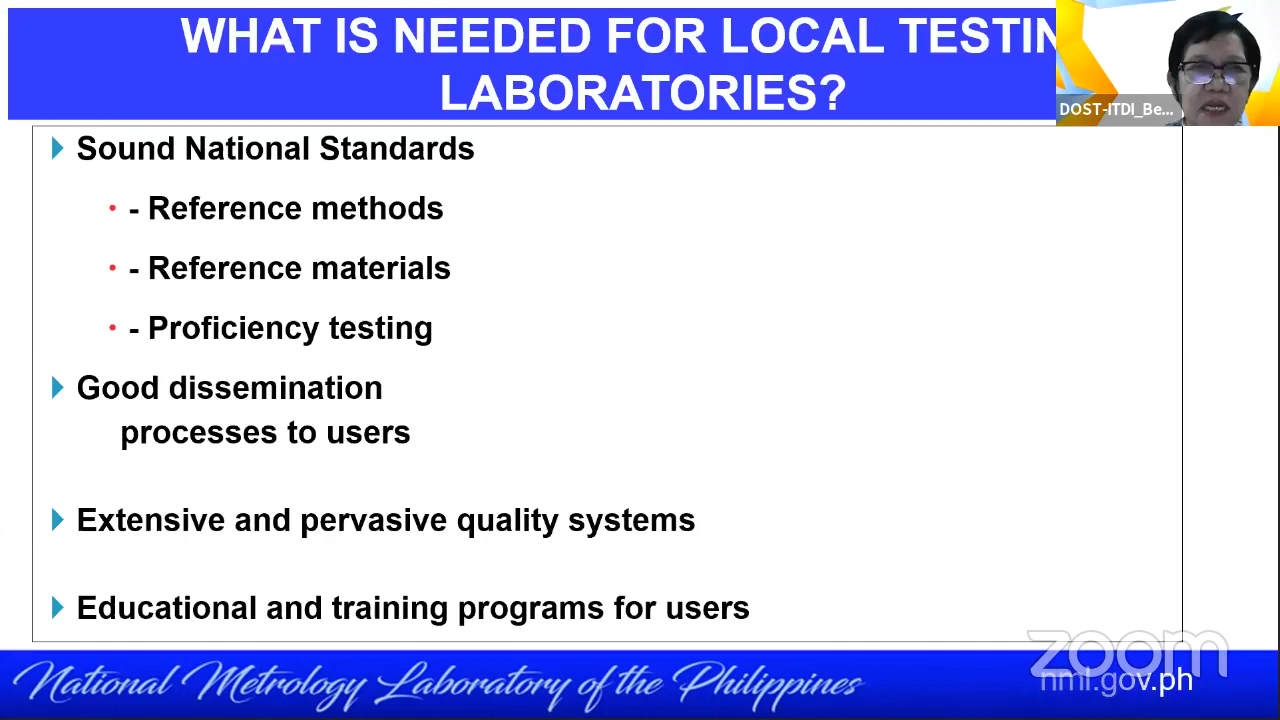 WHAT IS NEEDED FOR LOCAL TESTIN
LABORATORIES?
DOST-ITDI_Be...
Sound National Standards
- Reference methods
- Reference materials
- Proficiency testing
Good dissemination
processes to users
Extensive and pervasive quality systems
Educational and training programs for users
zoom
National Metrology Laboratory of the Philippines
nml.gov.ph